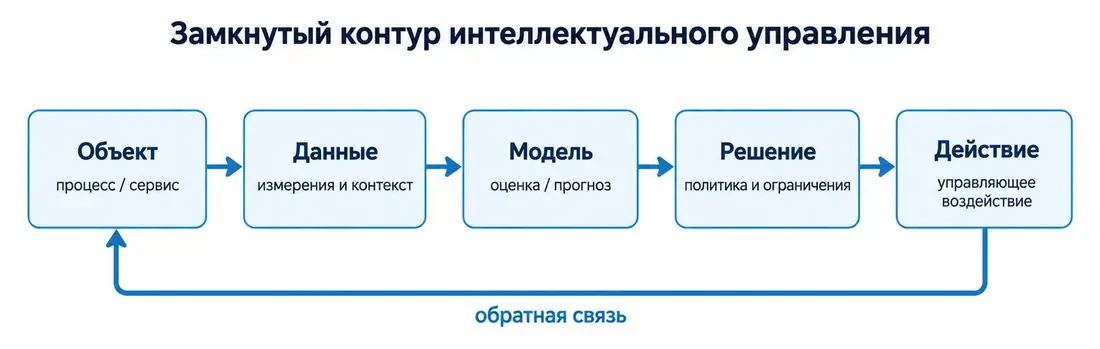 Замкнутый контур интеллектуального управления
Объект
процесс / сервис
Данные
измерения и контекст
Модель
оценка / прогноз
Решение
политика и ограничения
Действие
управляющее
воздействие
обратная связь